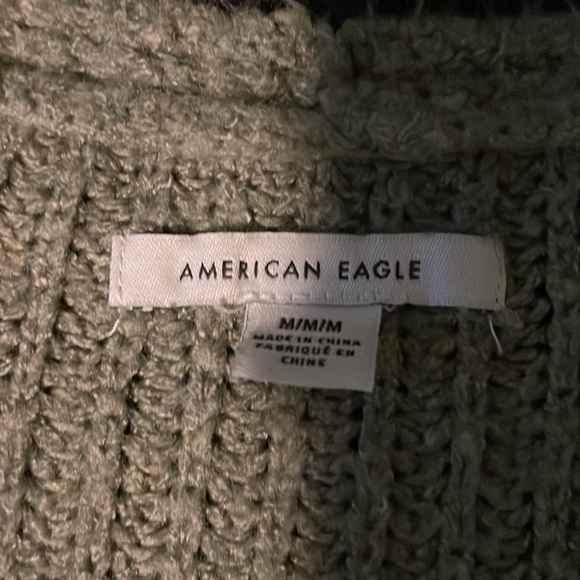 AMERICAN EAGLE
M/M/M
MADE IN CHINA
FABRIQUÉ EN
CHINE